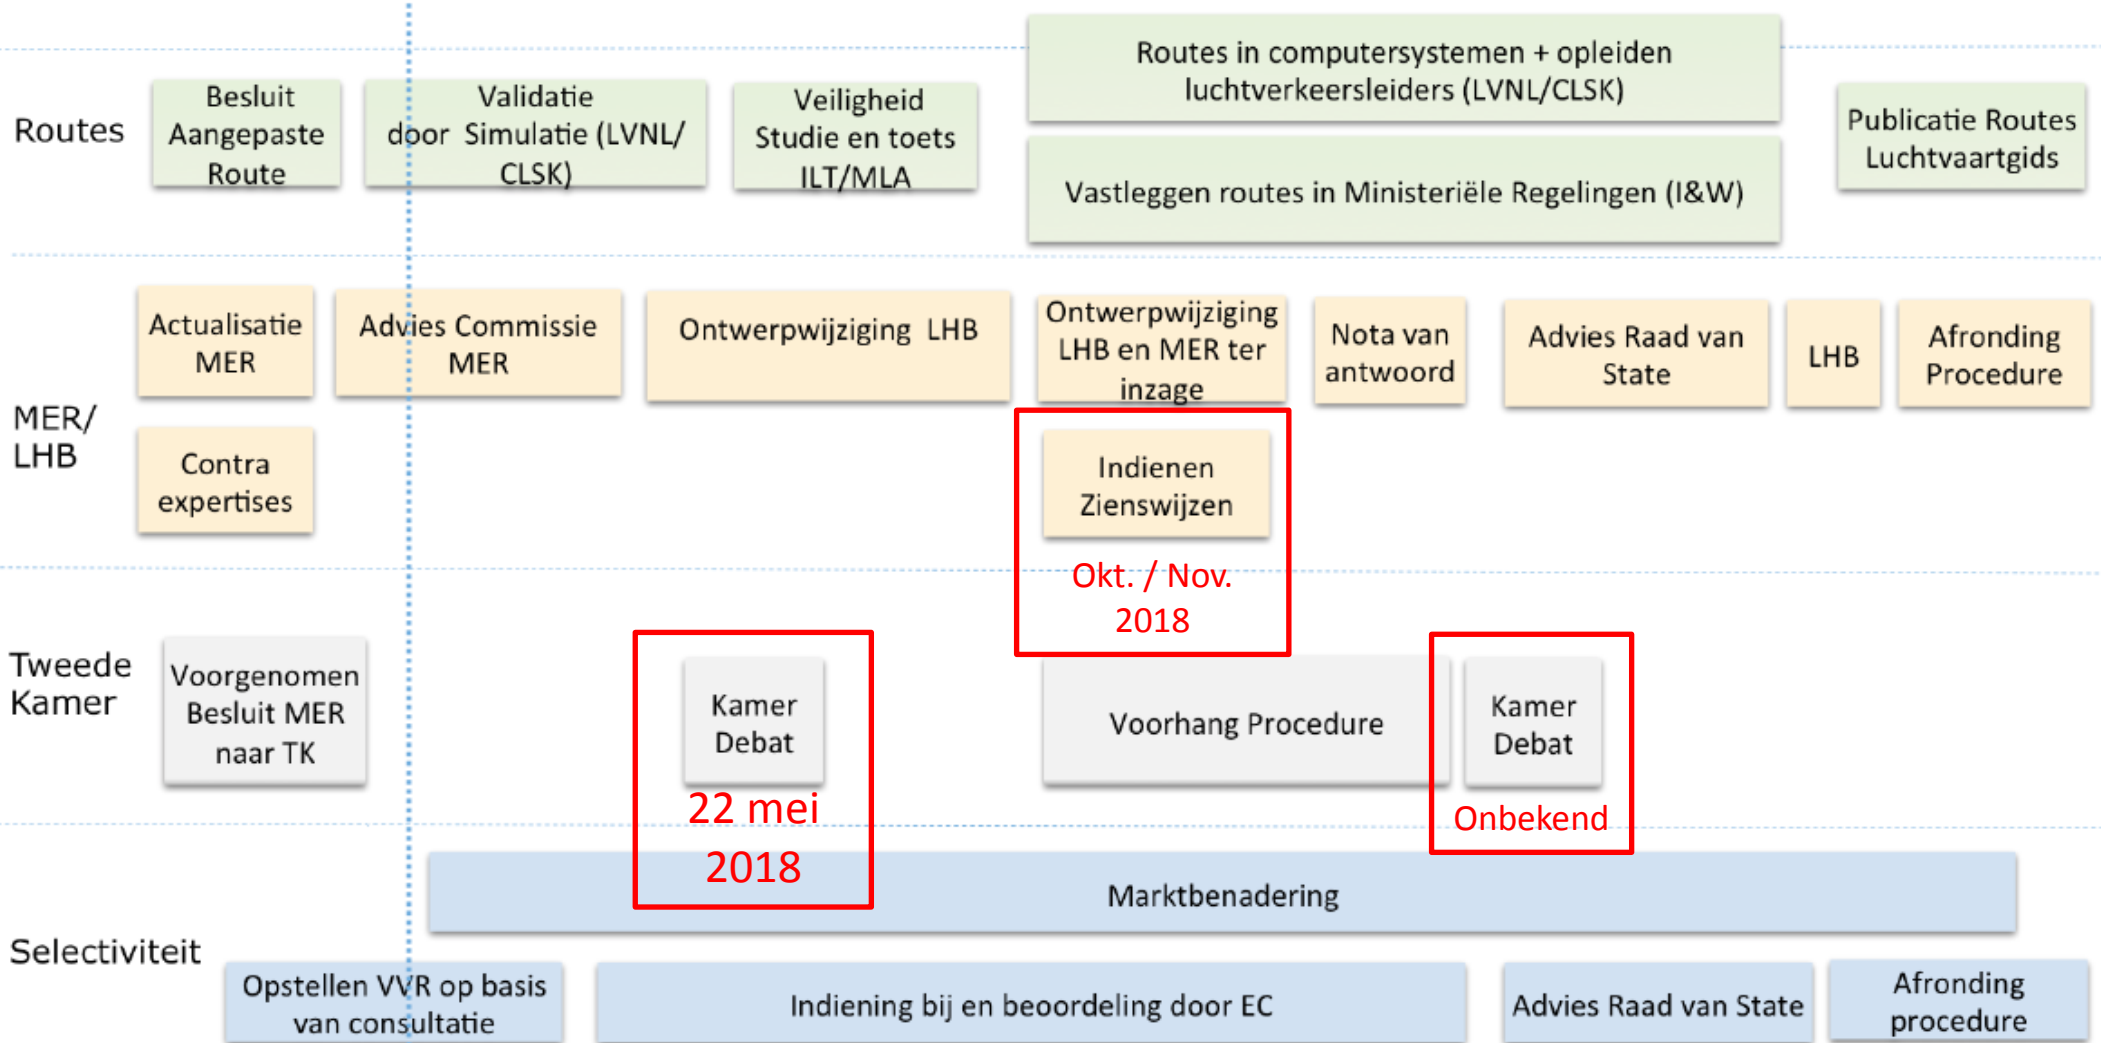 Routes
Besluit
Aangepaste
Route
Validatie
door Simulatie (LVNL/
CLSK)
Veiligheid
Studie en toets
ILT/MLA
Routes in computersystemen + opleiden
luchtverkeersleiders (LVNL/CLSK)
Vastleggen routes in Ministeriële Regelingen (I&W)
Publicatie Routes
Luchtvaartgids
MER/
LHB
Actualisatie
MER
Advies Commissie
MER
Ontwerpwijziging LHB
Ontwerpwijziging
LHB en MER ter
inzage
Nota van
antwoord
Advies Raad van
State
LHB
Afronding
Procedure
Contra
expertises
Indienen
Zienswijzen
Okt. / Nov.
2018
Tweede
Kamer
Voorgenomen
Besluit MER
naar TK
Kamer
Debat
22 mei
2018
Voorhang Procedure
Kamer
Debat
Onbekend
Selectiviteit
Marktbenadering
Opstellen VVR op basis
van consultatie
Indiening bij en beoordeling door EC
Advies Raad van State
Afronding
procedure